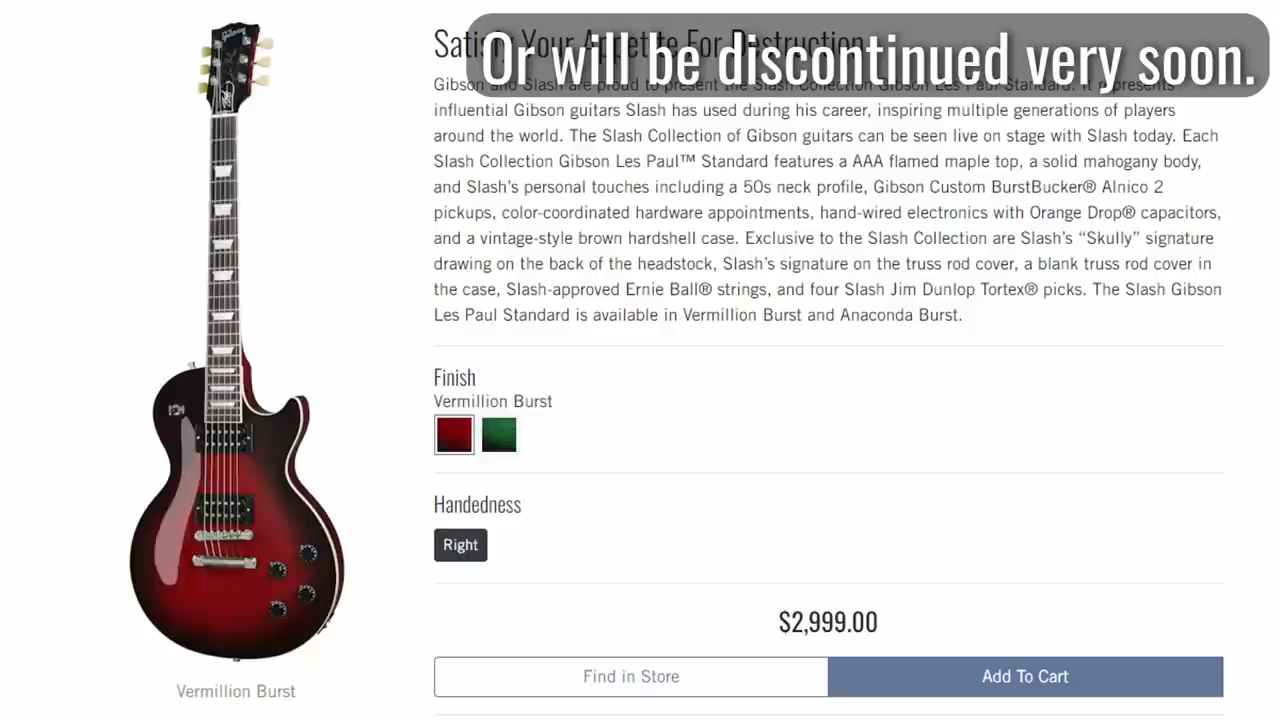 Satisfy Your Appetite For Destruction
Or will be discontinued very soon.
Gibson and Slash are proud to present the Slash Collection Gibson Les Paul Standard. It represents
influential Gibson guitars Slash has used during his career, inspiring multiple generations of players
around the world. The Slash Collection of Gibson guitars can be seen live on stage with Slash today. Each
Slash Collection Gibson Les Paul™ Standard features a AAA flamed maple top, a solid mahogany body,
and Slash's personal touches including a 50s neck profile, Gibson Custom BurstBucker® Alnico 2
pickups, color-coordinated hardware appointments, hand-wired electronics with Orange Drop® capacitors,
and a vintage-style brown hardshell case. Exclusive to the Slash Collection are Slash's “Skully” signature
drawing on the back of the headstock, Slash's signature on the truss rod cover, a blank truss rod cover in
the case, Slash-approved Ernie Ball® strings, and four Slash Jim Dunlop Tortex® picks. The Slash Gibson
Les Paul Standard is available in Vermillion Burst and Anaconda Burst.
Finish
Vermillion Burst
Handedness
Right
$2,999.00
Find in Store
Add To Cart
Gibson
Slash
Vermillion Burst